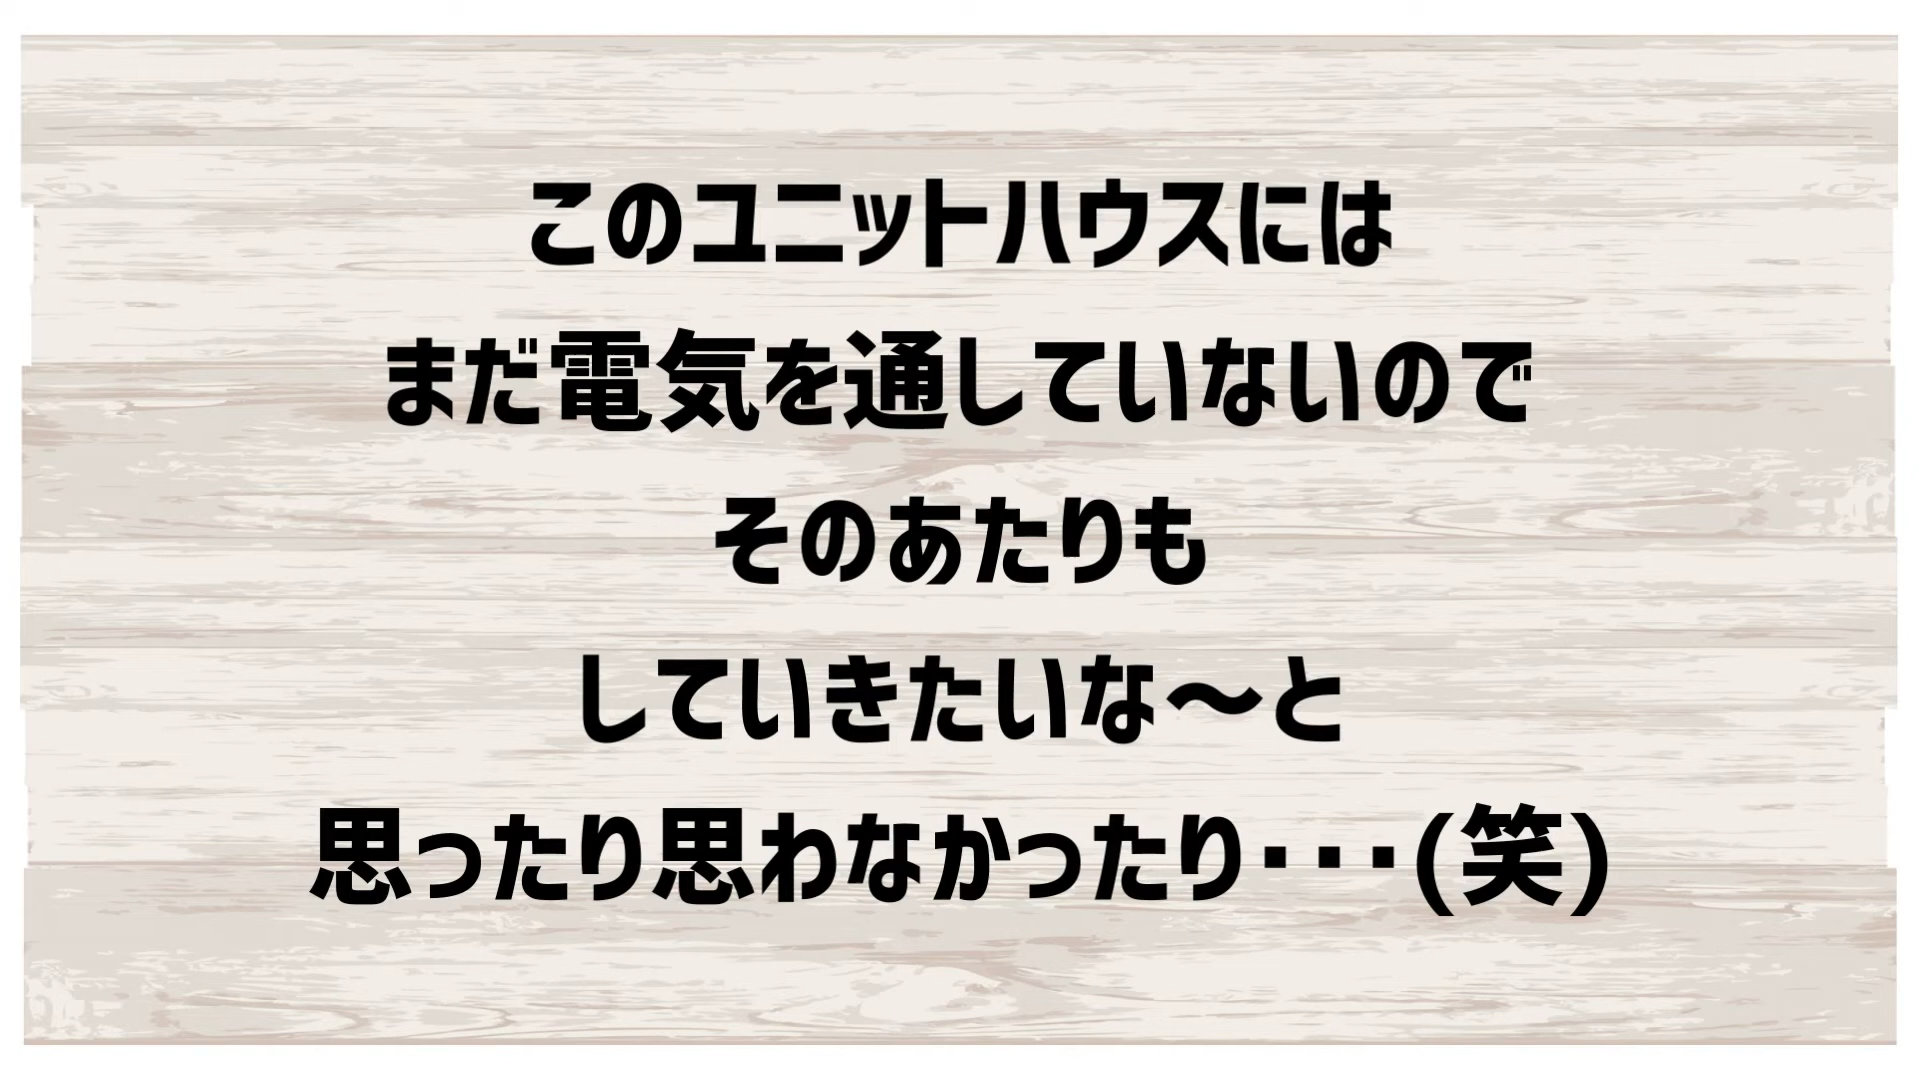 このユニットハウスには
まだ電気を通していないので
そのあたりも
していきたいな～と
思ったり思わなかったり･･･(笑)